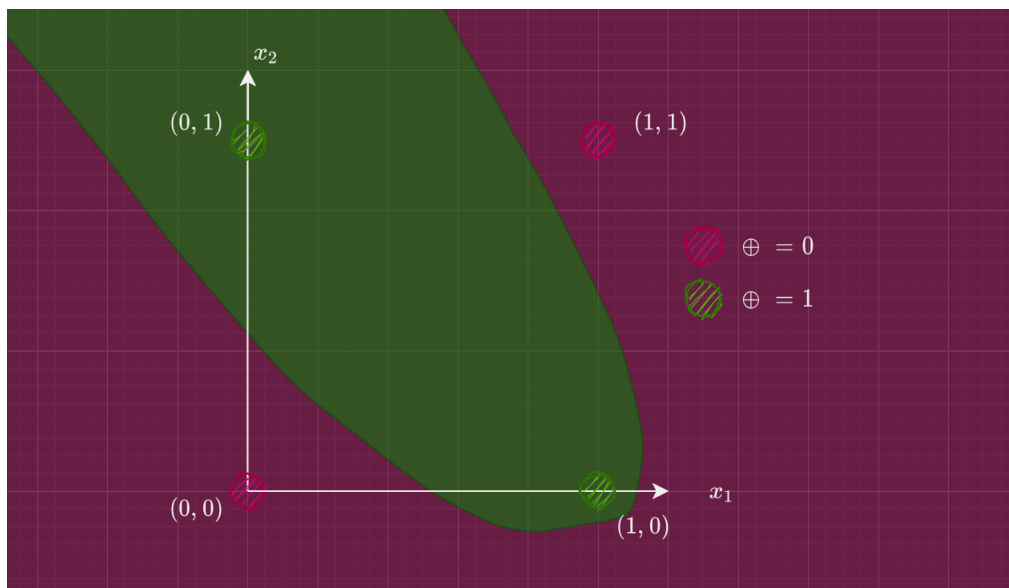 x₂
(0, 1)
(1, 1)
⊕ = 0
⊕ = 1
(0, 0)
x₁
(1, 0)